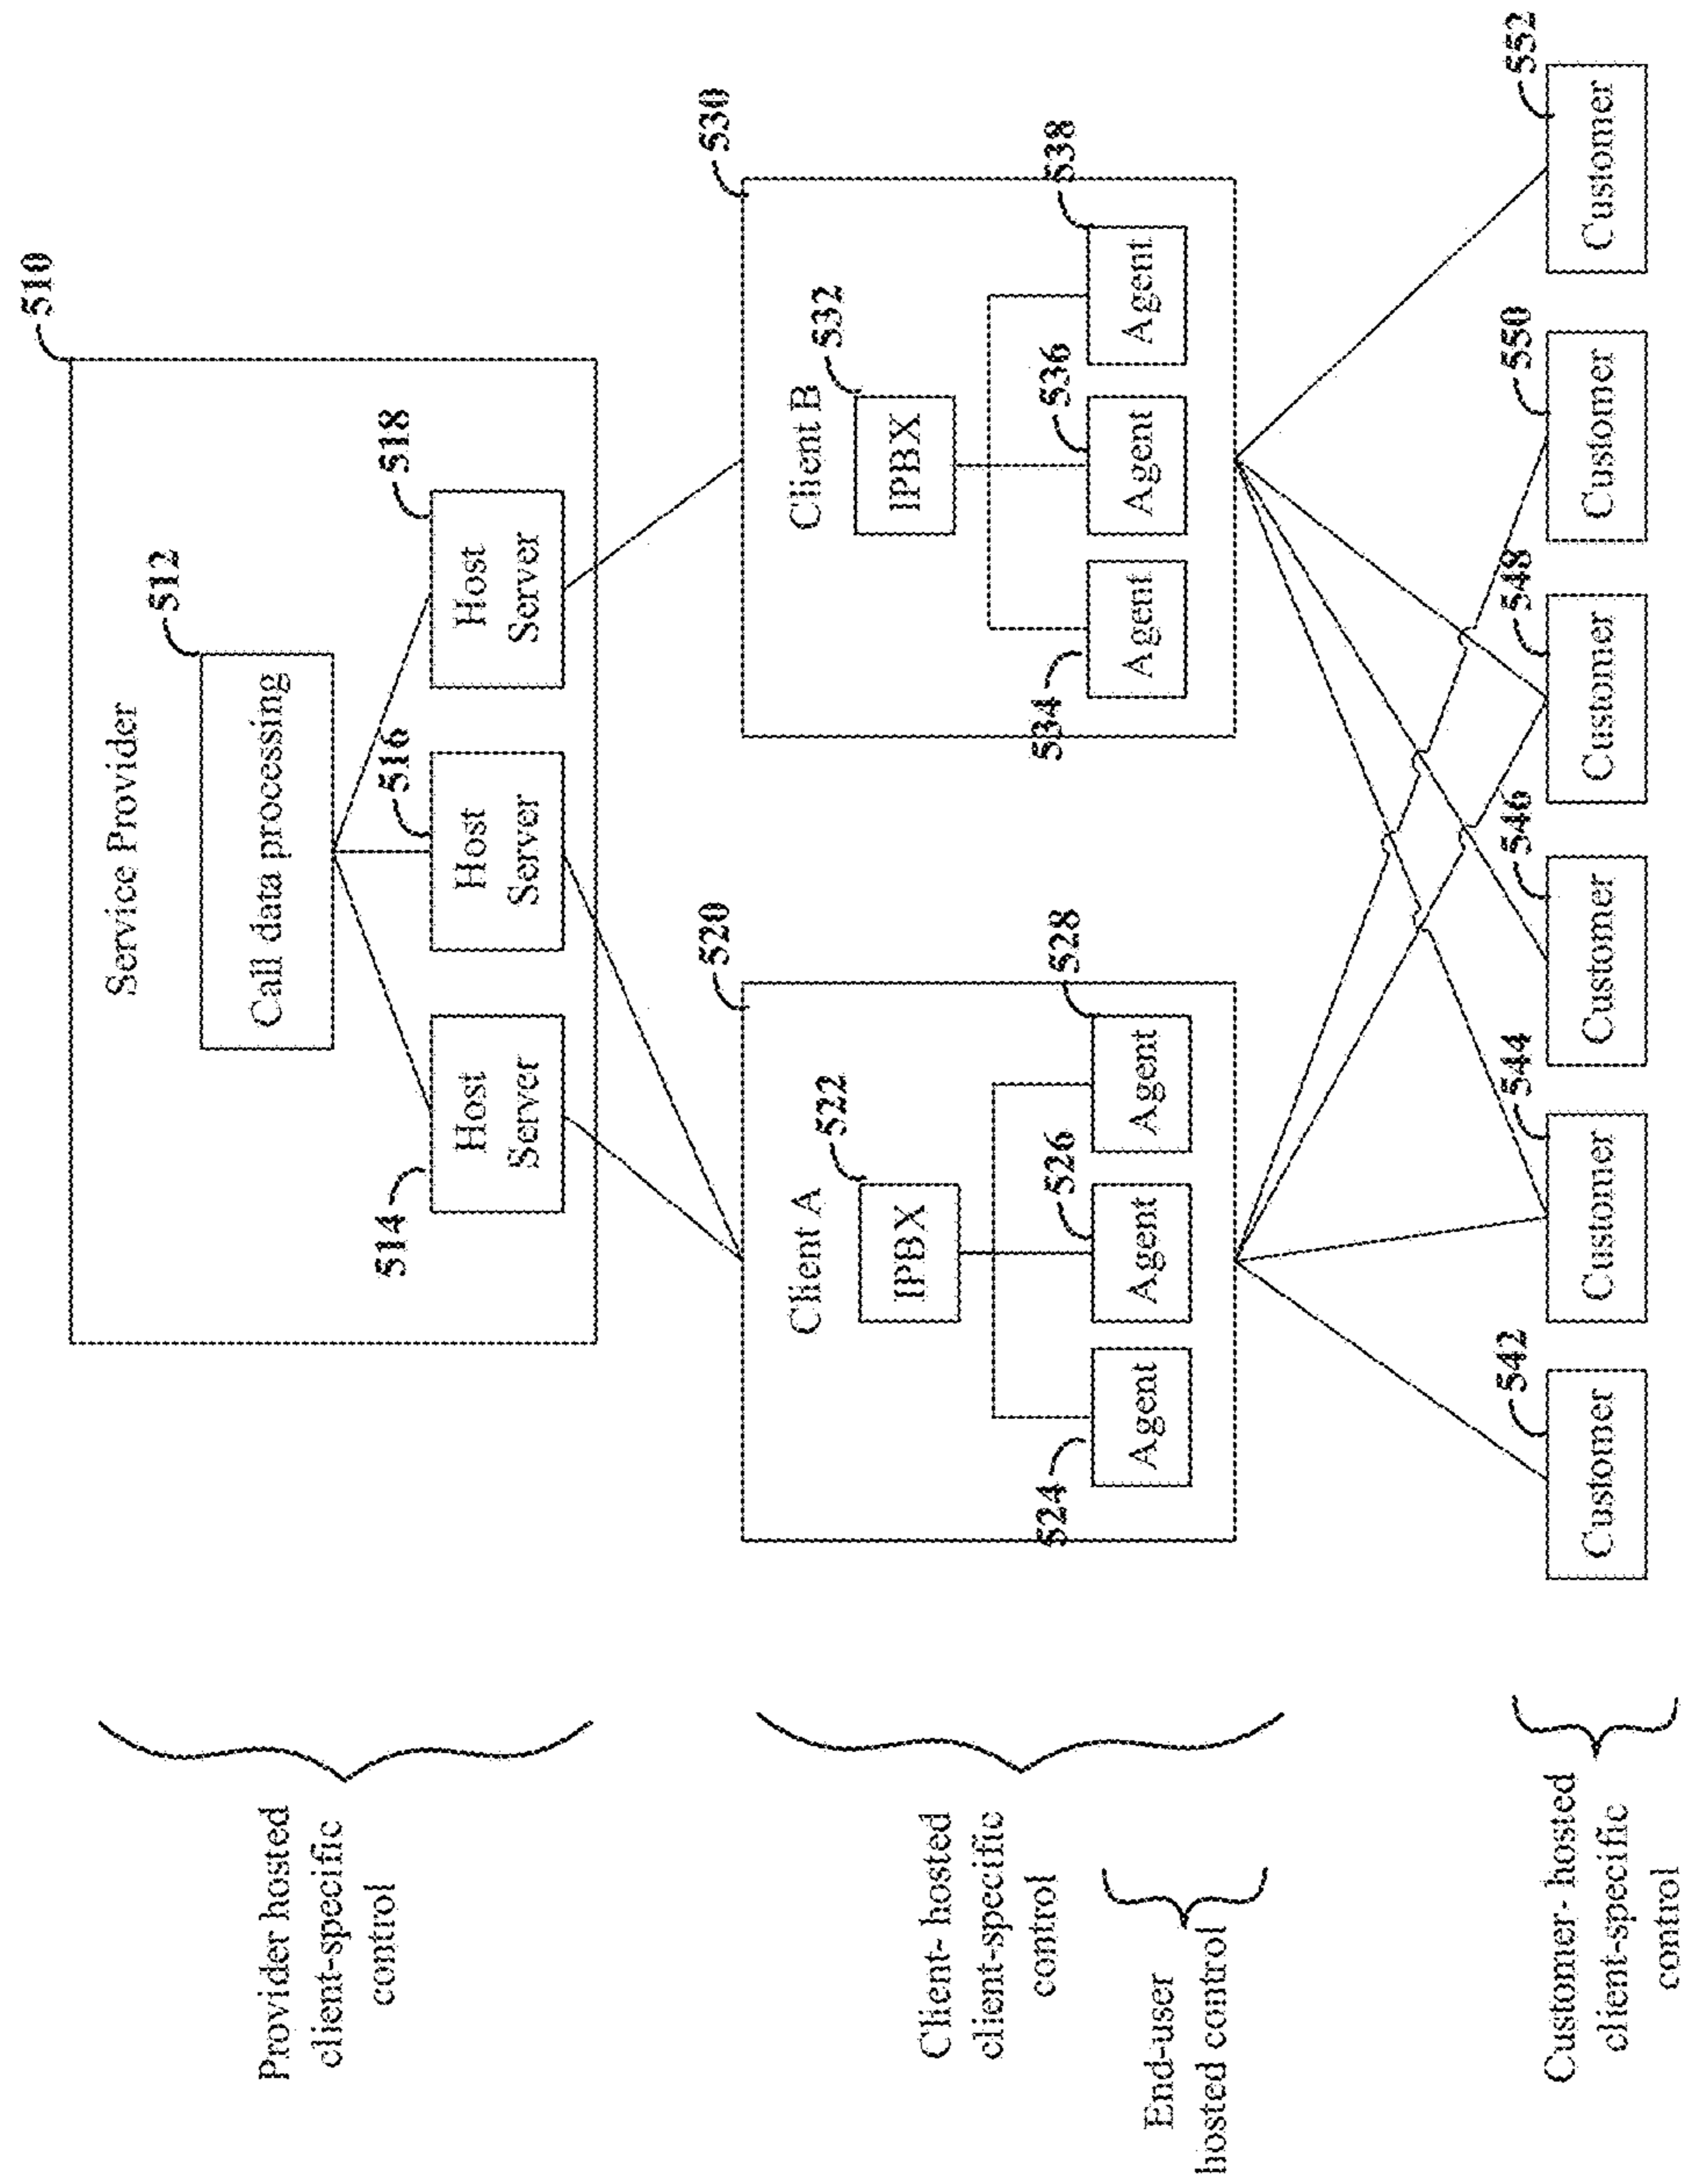 510
Service Provider
512
Call data processing
514
516
518
Host
Server
Host
Server
Host
Server
Provider hosted
client-specific
control
520
530
Client A
522
IPBX
524
526
528
Agent
Agent
Agent
Client B
532
IPBX
534
536
538
Agent
Agent
Agent
Client- hosted
client-specific
control
End-user
hosted control
542
544
546
548
550
552
Customer
Customer
Customer
Customer
Customer
Customer
Customer- hosted
client-specific
control